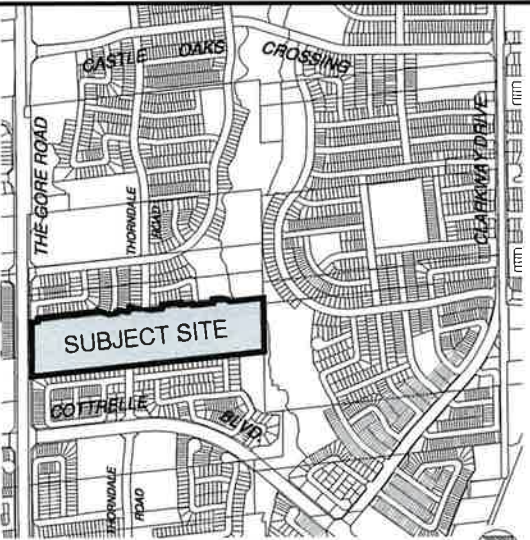 CASTLE OAKS CROSSING
THE GORE ROAD
THORNDALE
ROAD
CLARKWAY DRIVE
SUBJECT SITE
COTTRELLE BLVD.
THORNDALE
ROAD